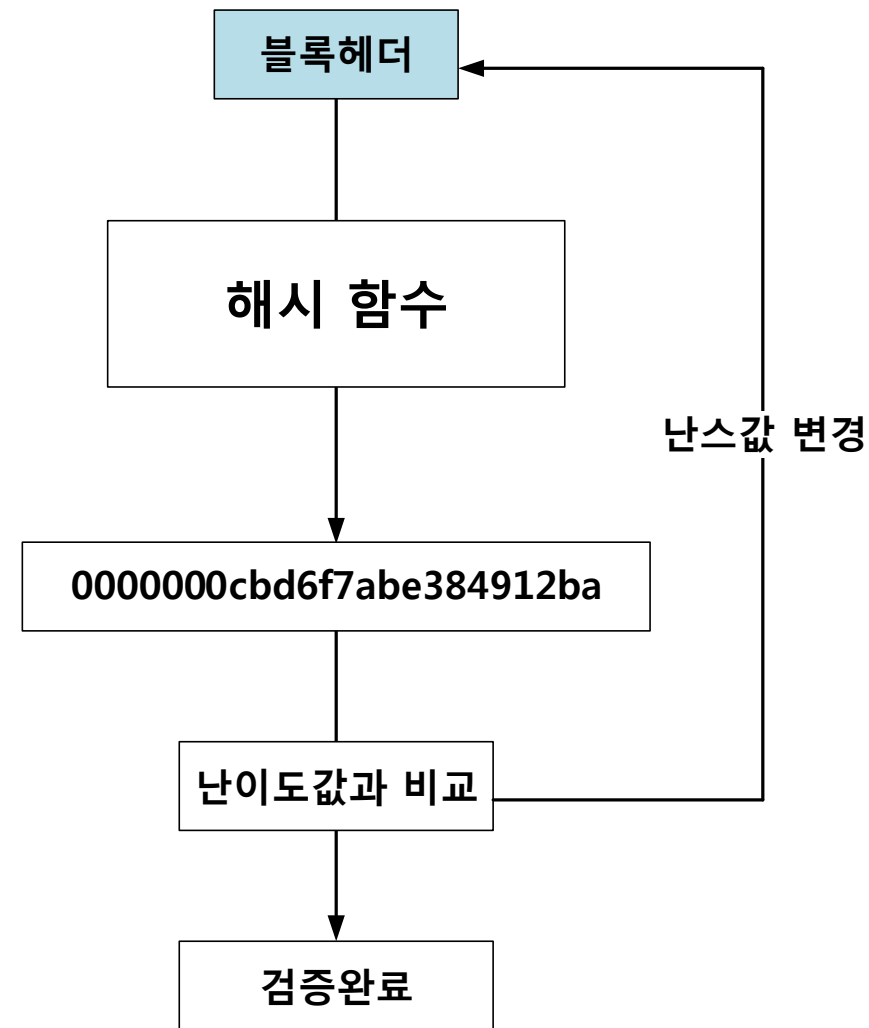 블록헤더
해시 함수
난스값 변경
0000000cbd6f7abe384912ba
난이도값과 비교
검증완료